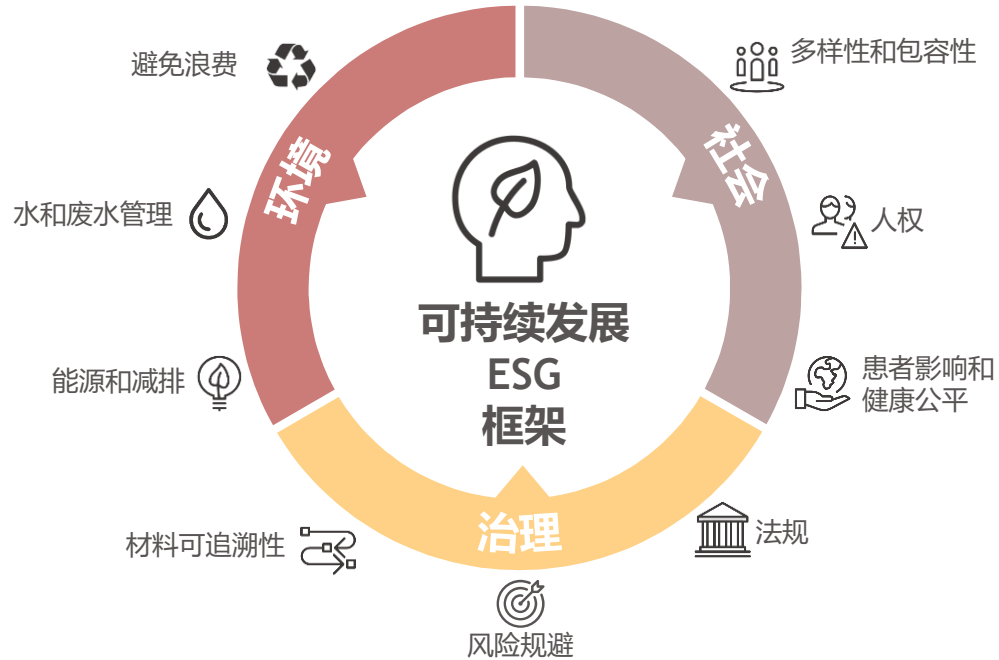 避免浪费
多样性和包容性
环境
社会
水和废水管理
人权
可持续发展
ESG
框架
能源和减排
患者影响和
健康公平
治理
材料可追溯性
法规
风险规避